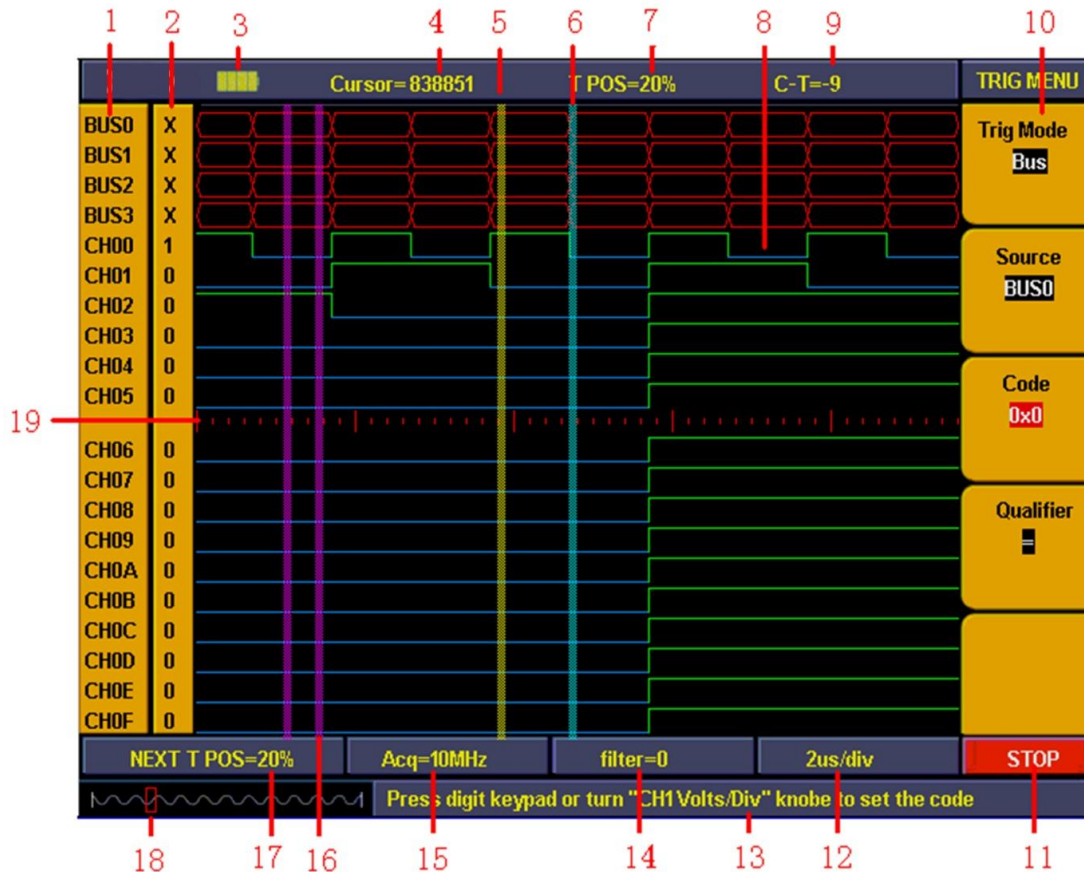 1 2 3 4 5 6 7 8 9 10
Cursor=838851 T POS=20% C-T=-9 TRIG MENU
BUS0 X
BUS1 X
BUS2 X
BUS3 X
CH00 1
CH01 0
CH02 0
CH03 0
CH04 0
CH05 0
19
CH06 0
CH07 0
CH08 0
CH09 0
CH0A 0
CH0B 0
CH0C 0
CH0D 0
CH0E 0
CH0F 0
Trig Mode
Bus
Source
BUS0
Code
0x0
Qualifier
=
NEXT T POS=20% Acq=10MHz filter=0 2us/div STOP
Press digit keypad or turn "CH1 Volts/Div" knobe to set the code
18 17 16 15 14 13 12 11